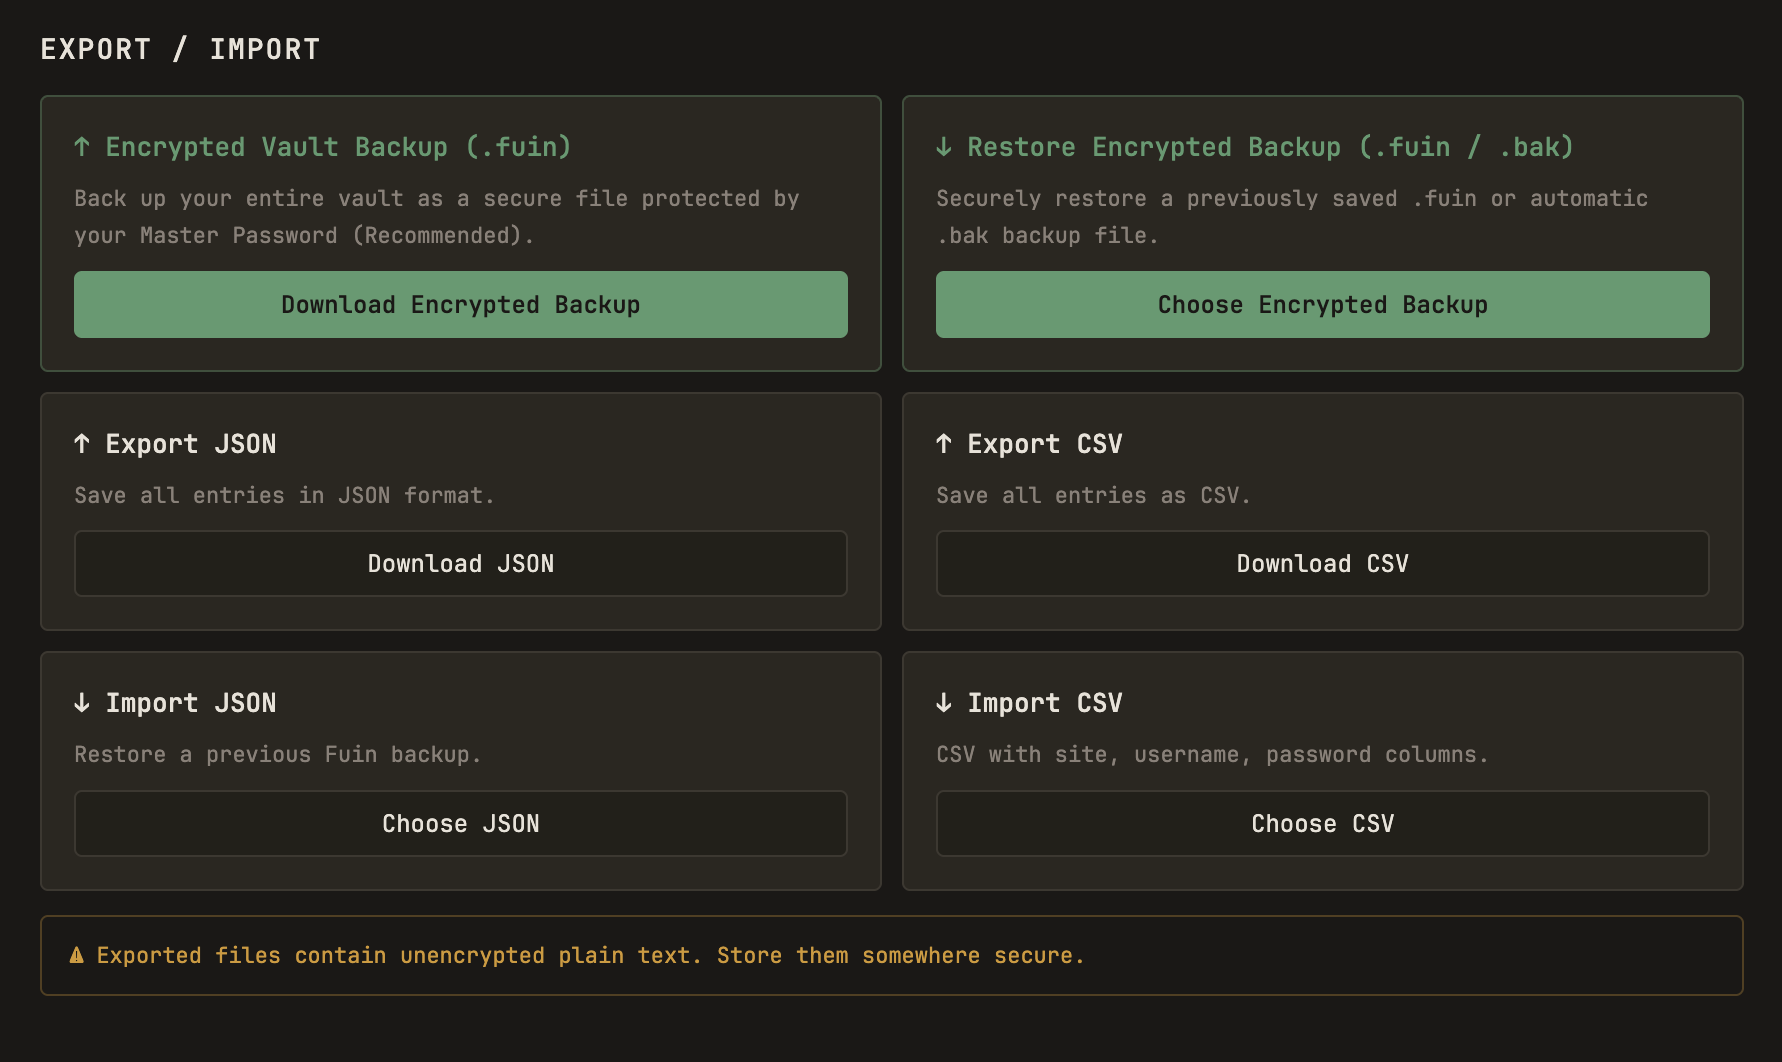 EXPORT / IMPORT
↑ Encrypted Vault Backup (.fuin)
Back up your entire vault as a secure file protected by
your Master Password (Recommended).
Download Encrypted Backup
↓ Restore Encrypted Backup (.fuin / .bak)
Securely restore a previously saved .fuin or automatic
.bak backup file.
Choose Encrypted Backup
↑ Export JSON
Save all entries in JSON format.
Download JSON
↑ Export CSV
Save all entries as CSV.
Download CSV
↓ Import JSON
Restore a previous Fuin backup.
Choose JSON
↓ Import CSV
CSV with site, username, password columns.
Choose CSV
⚠ Exported files contain unencrypted plain text. Store them somewhere secure.